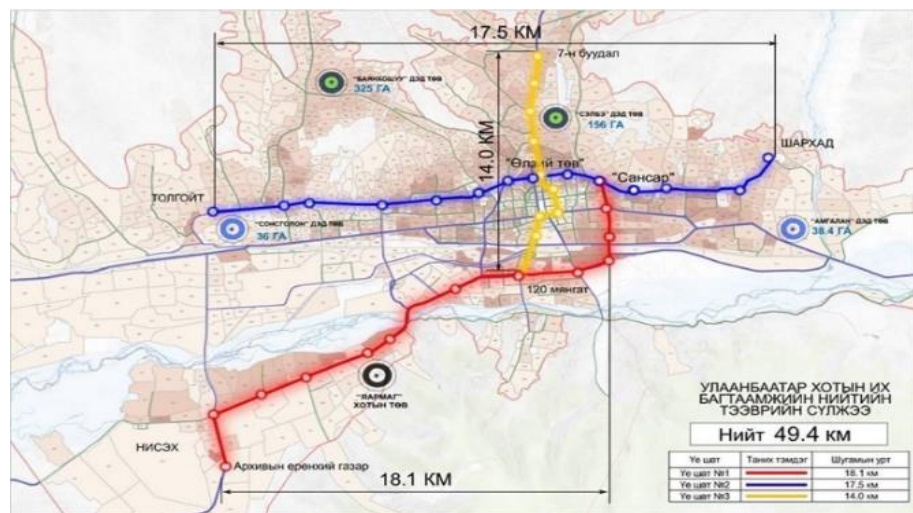 17.5 КМ
7-н буудал
"БАЯНХОШУУ" ДЭД ТӨВ
325 ГА
"СЭЛБЭ" ДЭД ТӨВ
156 ГА
14.0 КМ
ШАРХАД
"Өлзий төв"
"Сансар"
ТОЛГОЙТ
"СОНСГОЛОН" ДЭД ТӨВ
36 ГА
"АМГАЛАН" ДЭД ТӨВ
38.4 ГА
120 мянгат
"ЯАРМАГ"
ХОТЫН ТӨВ
НИСЭХ
Архивын ерөнхий газар
18.1 КМ
УЛААНБААТАР ХОТЫН ИХ
БАГТААМЖИЙН НИЙТИЙН
ТЭЭВРИЙН СҮЛЖЭЭ
Нийт 49.4 км
Үе шат Таних тэмдэг Шугамын урт
Үе шат №1 18.1 км
Үе шат №2 17.5 км
Үе шат №3 14.0 км